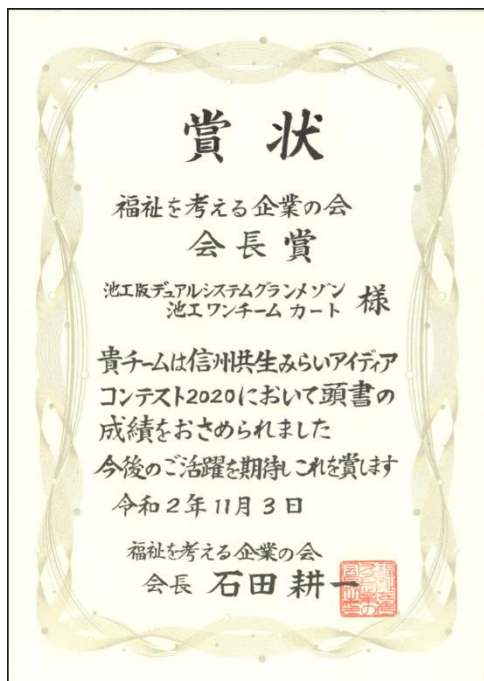 賞状
福祉を考える企業の会
会長賞
池工版デュアルシステムグランメゾン
池工ワンチーム カート 様
貴チームは信州共生みらいアイディア
コンテスト2020において頭書の
成績をおさめられました
今後のご活躍を期待しこれを賞します
令和2年11月3日
福祉を考える企業の会
会長 石田耕一